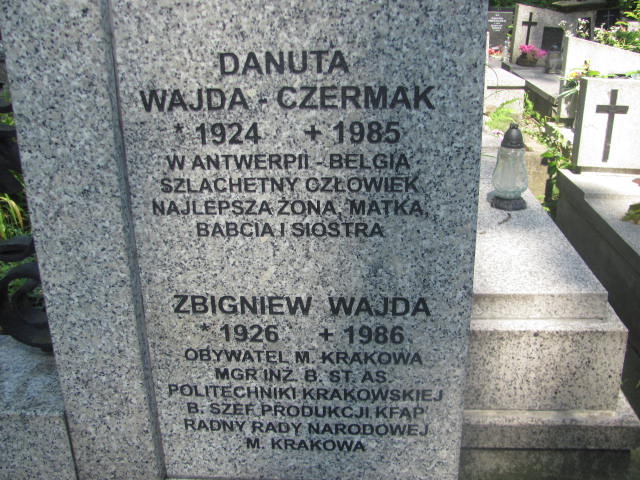 DANUTA
WAJDA - CZERMAK
* 1924 + 1985
W ANTWERPII - BELGIA
SZLACHETNY CZŁOWIEK
NAJLEPSZA ŻONA, MATKA,
BABCIA I SIOSTRA
ZBIGNIEW WAJDA
* 1926 + 1986
OBYWATEL M. KRAKOWA
MGR INŻ. B. ST. AS.
POLITECHNIKI KRAKOWSKIEJ
B. SZEF PRODUKCJI KFAP
RADNY RADY NARODOWEJ
M. KRAKOWA